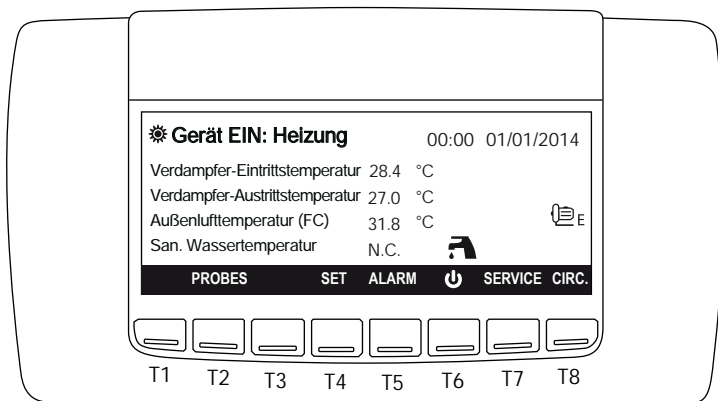 Gerät EIN: Heizung 00:00 01/01/2014
Verdampfer-Eintrittstemperatur 28.4 °C
Verdampfer-Austrittstemperatur 27.0 °C
Außenlufttemperatur (FC) 31.8 °C
E
San. Wassertemperatur N.C.
PROBES SET ALARM SERVICE CIRC.
T1 T2 T3 T4 T5 T6 T7 T8